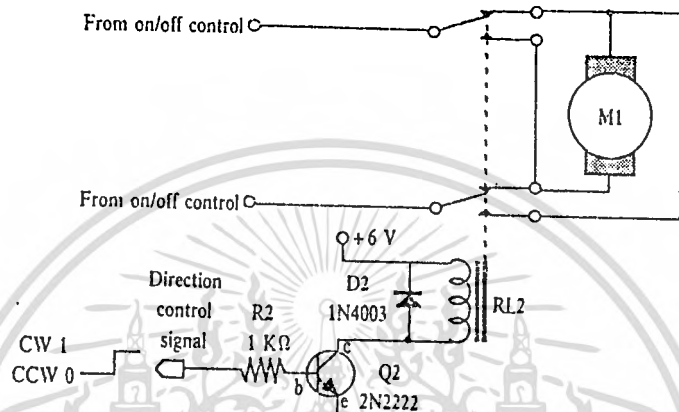 From on/off control
M1
From on/off control
+6 V
Direction
control
signal
D2
1N4003
RL2
R2
1 KΩ
CW 1
CCW 0
c
b
Q2
e 2N2222